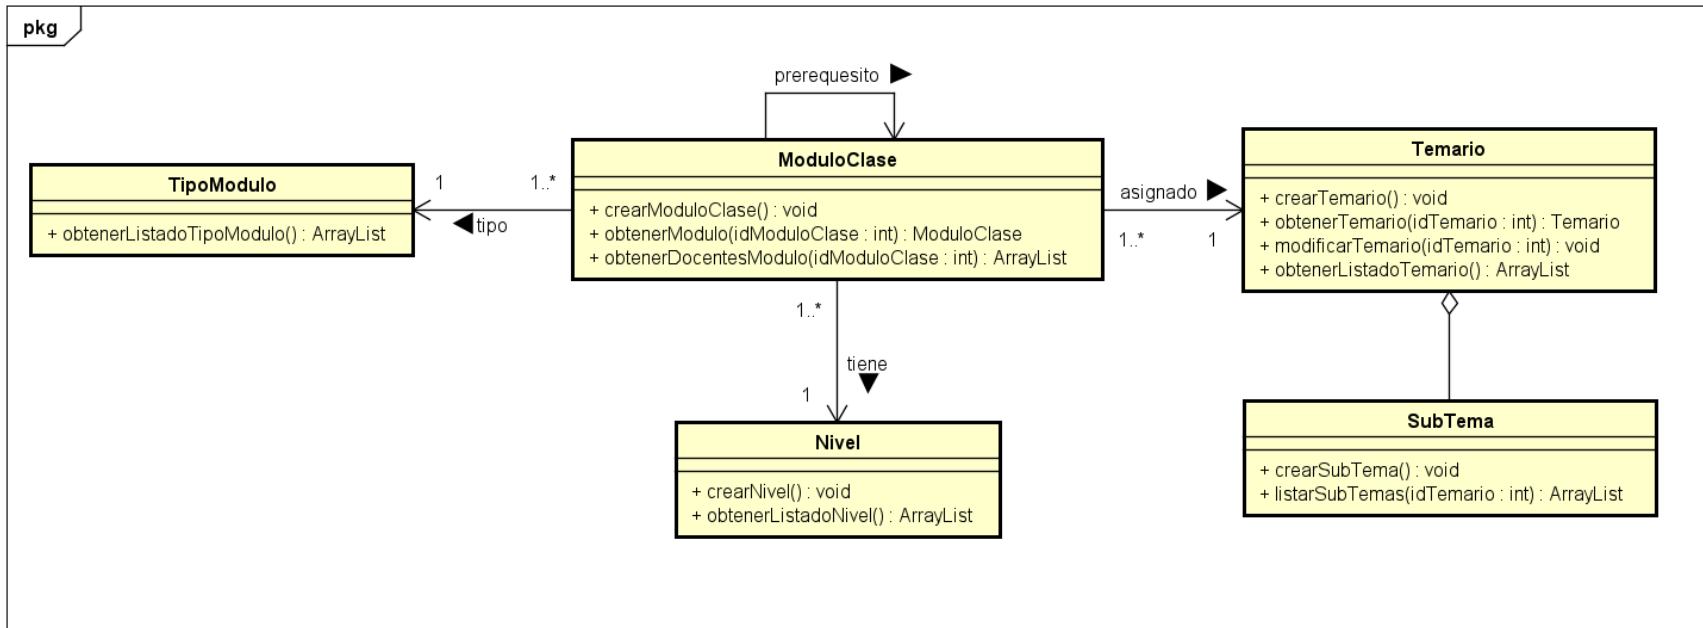 pkg
prerequesito
ModuloClase
+ crearModuloClase() : void
+ obtenerModulo(idModuloClase : int) : ModuloClase
+ obtenerDocentesModulo(idModuloClase : int) : ArrayList
TipoModulo
+ obtenerListadoTipoModulo() : ArrayList
1
1..*
tipo
asignado
1..*
1
Temario
+ crearTemario() : void
+ obtenerTemario(idTemario : int) : Temario
+ modificarTemario(idTemario : int) : void
+ obtenerListadoTemario() : ArrayList
1..*
tiene
1
Nivel
+ crearNivel() : void
+ obtenerListadoNivel() : ArrayList
SubTema
+ crearSubTema() : void
+ listarSubTemas(idTemario : int) : ArrayList